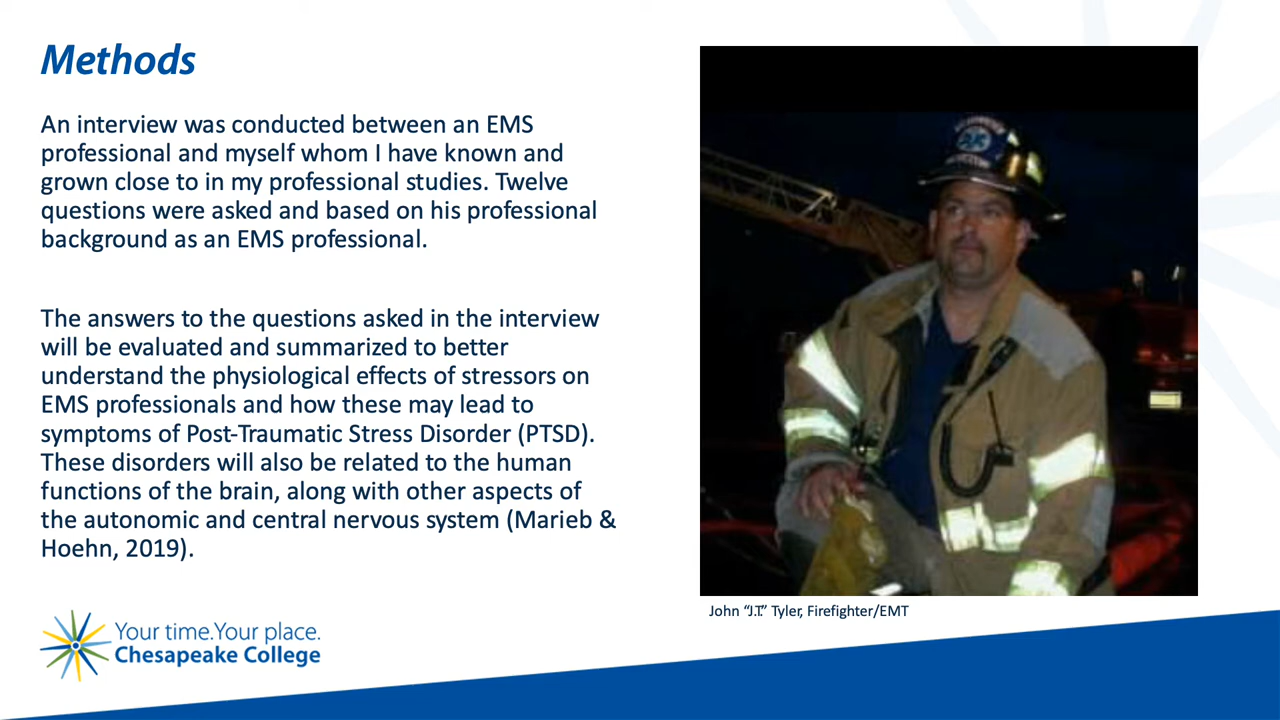 Methods
An interview was conducted between an EMS
professional and myself whom I have known and
grown close to in my professional studies. Twelve
questions were asked and based on his professional
background as an EMS professional.
The answers to the questions asked in the interview
will be evaluated and summarized to better
understand the physiological effects of stressors on
EMS professionals and how these may lead to
symptoms of Post-Traumatic Stress Disorder (PTSD).
These disorders will also be related to the human
functions of the brain, along with other aspects of
the autonomic and central nervous system (Marieb &
Hoehn, 2019).
John “J.T.” Tyler, Firefighter/EMT
Your time.Your place.
Chesapeake College